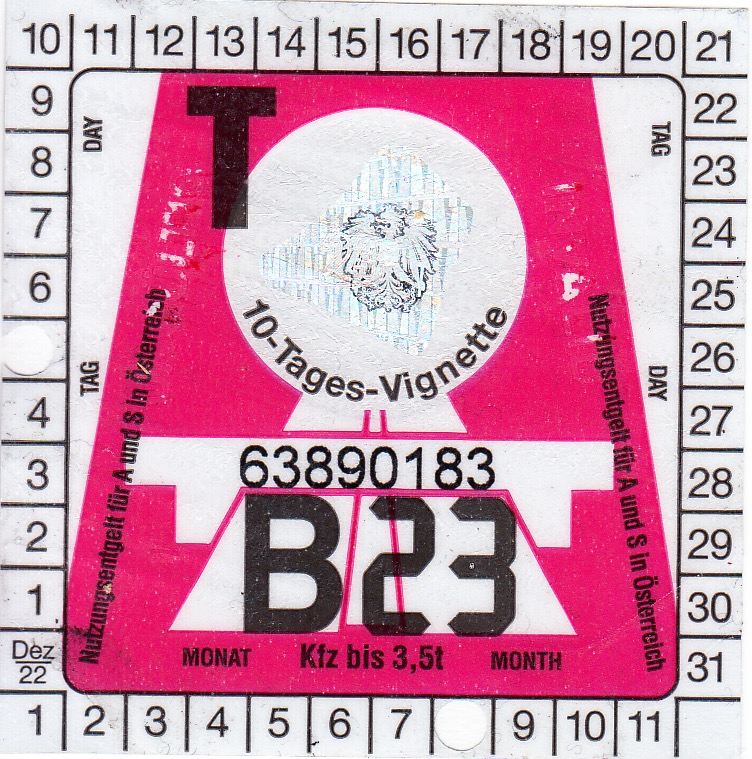 10 11 12 13 14 15 16 17 18 19 20 21
9 22
8 23
7 24
6 25
26
4 27
3 28
2 29
1 30
Dez
22
31
1 2 3 4 5 6 7 9 10 11
DAY
TAG
TAG
DAY
T
10-Tages-Vignette
Nutzungsentgelt für A und S in Österreich
Nutzungsentgelt für A und S in Österreich
63890183
B23
MONAT Kfz bis 3,5t MONTH